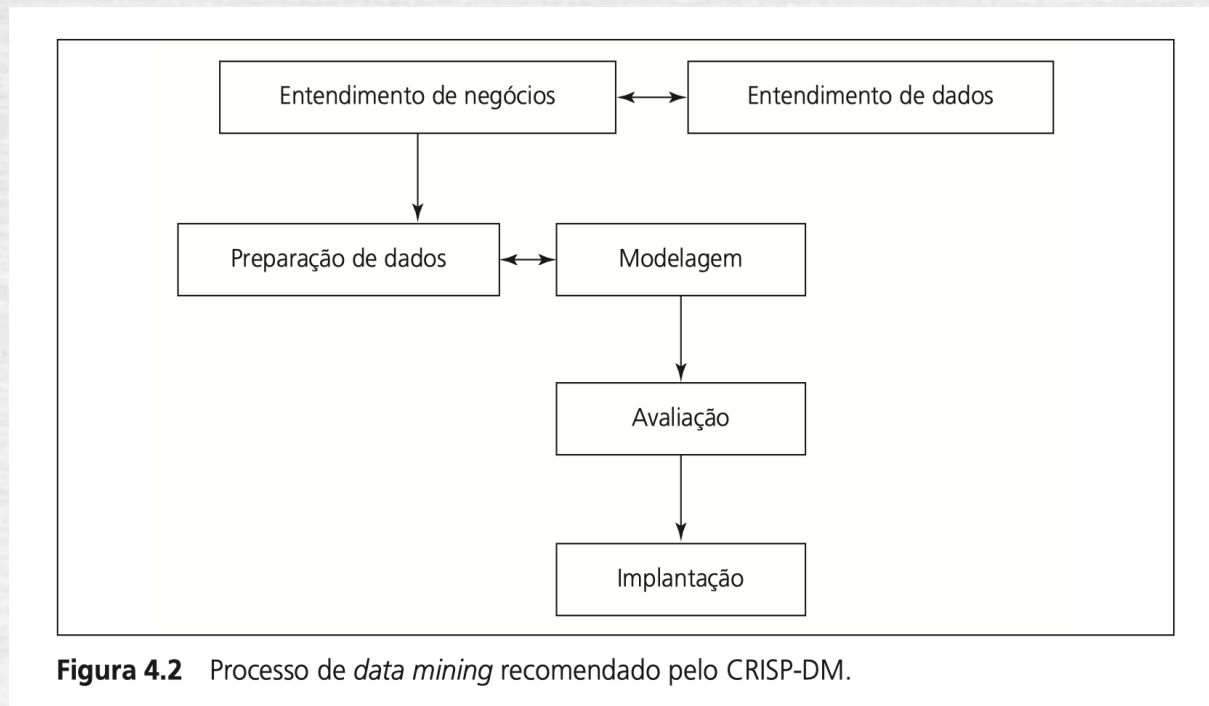 Entendimento de negócios
Entendimento de dados
Preparação de dados
Modelagem
Avaliação
Implantação
Figura 4.2 Processo de data mining recomendado pelo CRISP-DM.